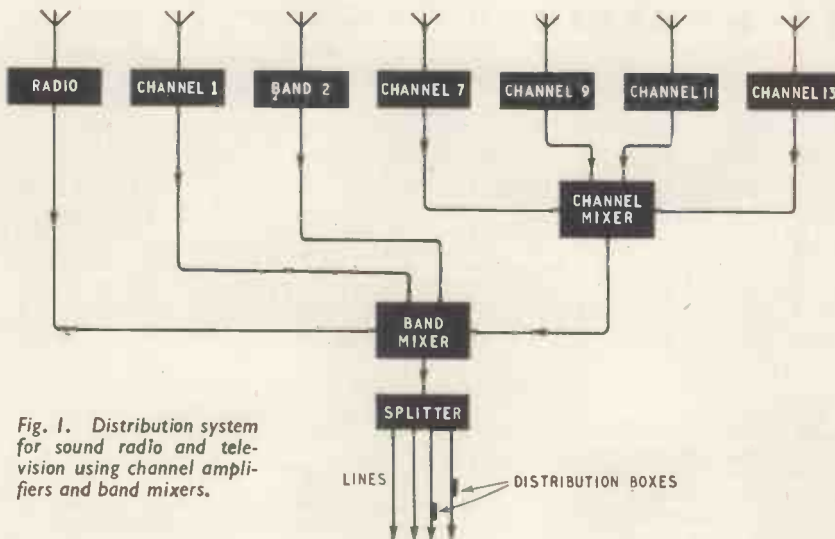 RADIO
CHANNEL 1
BAND 2
CHANNEL 7
CHANNEL 9
CHANNEL 11
CHANNEL 13
CHANNEL
MIXER
BAND
MIXER
SPLITTER
LINES
DISTRIBUTION BOXES
Fig. 1. Distribution system
for sound radio and tele-
vision using channel ampli-
fiers and band mixers.